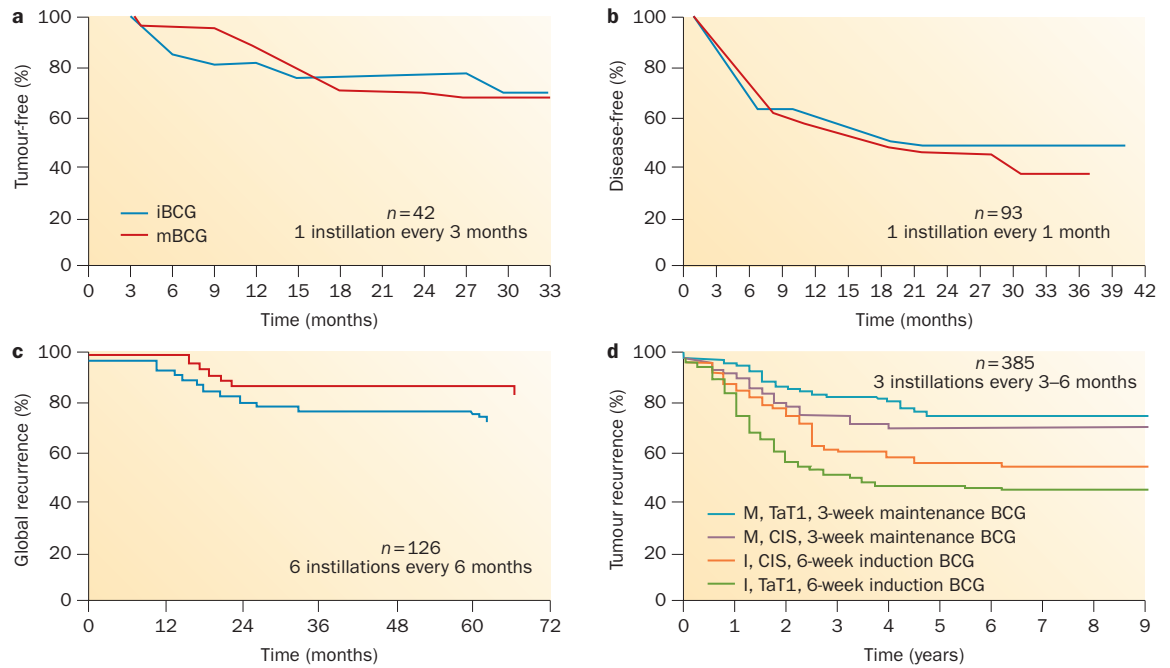 a
Tumour-free (%)
100
80
60
40
20
0
iBCG
mBCG
n=42
1 instillation every 3 months
0 3 6 9 12 15 18 21 24 27 30 33
Time (months)
b
Disease-free (%)
100
80
60
40
20
0
n=93
1 instillation every 1 month
0 3 6 9 12 15 18 21 24 27 30 33 36 39 42
Time (months)
c
Global recurrence (%)
100
80
60
40
20
0
n=126
6 instillations every 6 months
0 12 24 36 48 60 72
Time (months)
d
Tumour recurrence (%)
100
80
60
40
20
0
n=385
3 instillations every 3–6 months
M, TaT1, 3-week maintenance BCG
M, CIS, 3-week maintenance BCG
I, CIS, 6-week induction BCG
I, TaT1, 6-week induction BCG
0 1 2 3 4 5 6 7 8 9
Time (years)